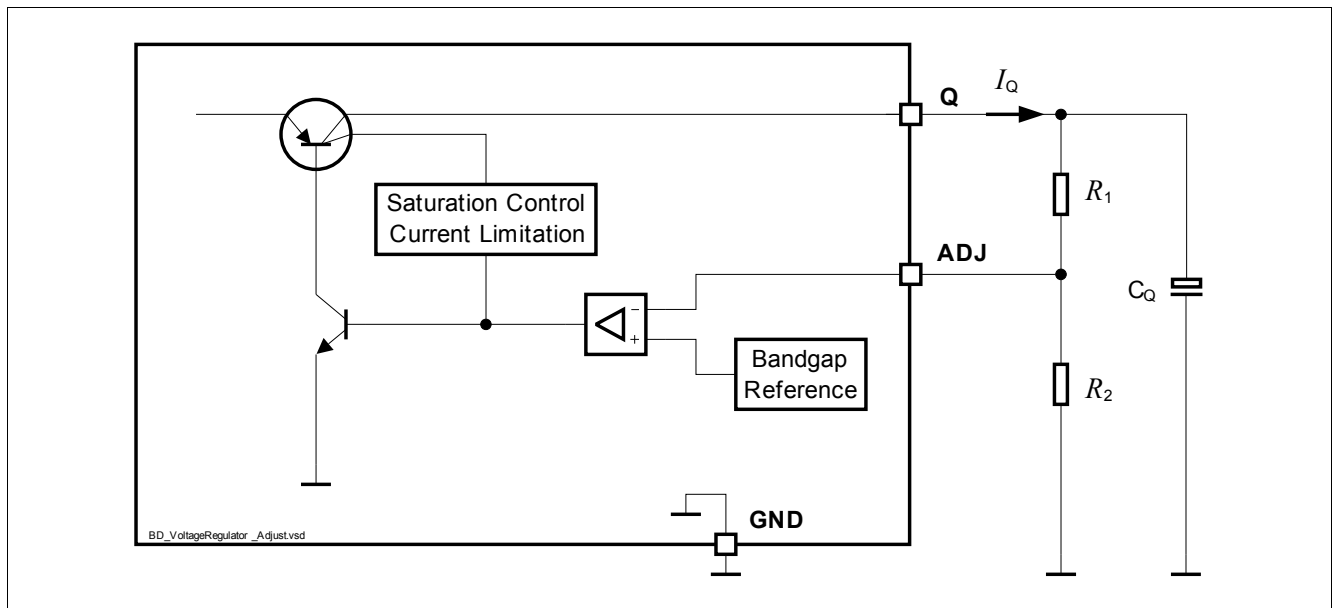 Q
I_Q
R_1
Saturation Control
Current Limitation
ADJ
C_Q
-
+
Bandgap
Reference
R_2
GND
BD_VoltageRegulator _Adjust.vsd